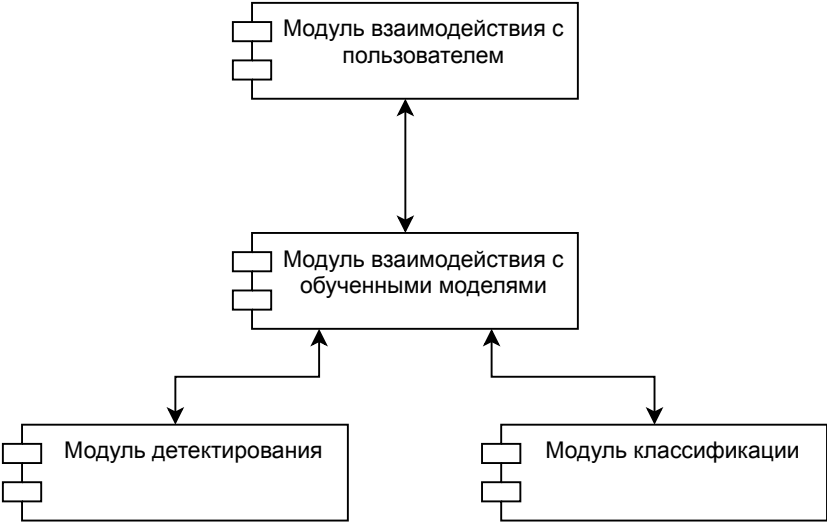 Модуль взаимодействия с
пользователем
Модуль взаимодействия с
обученными моделями
Модуль детектирования
Модуль классификации